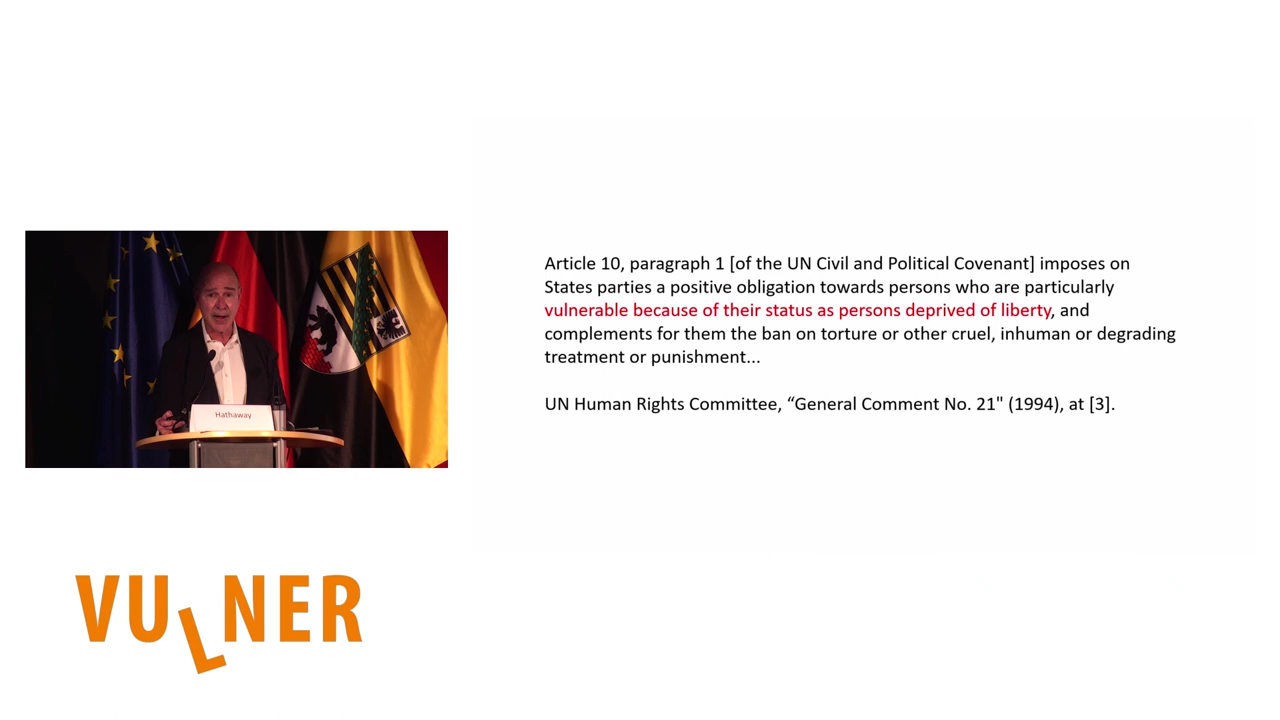 Article 10, paragraph 1 [of the UN Civil and Political Covenant] imposes on
States parties a positive obligation towards persons who are particularly
vulnerable because of their status as persons deprived of liberty, and
complements for them the ban on torture or other cruel, inhuman or degrading
treatment or punishment...
UN Human Rights Committee, “General Comment No. 21" (1994), at [3].
Hathaway
VULNER